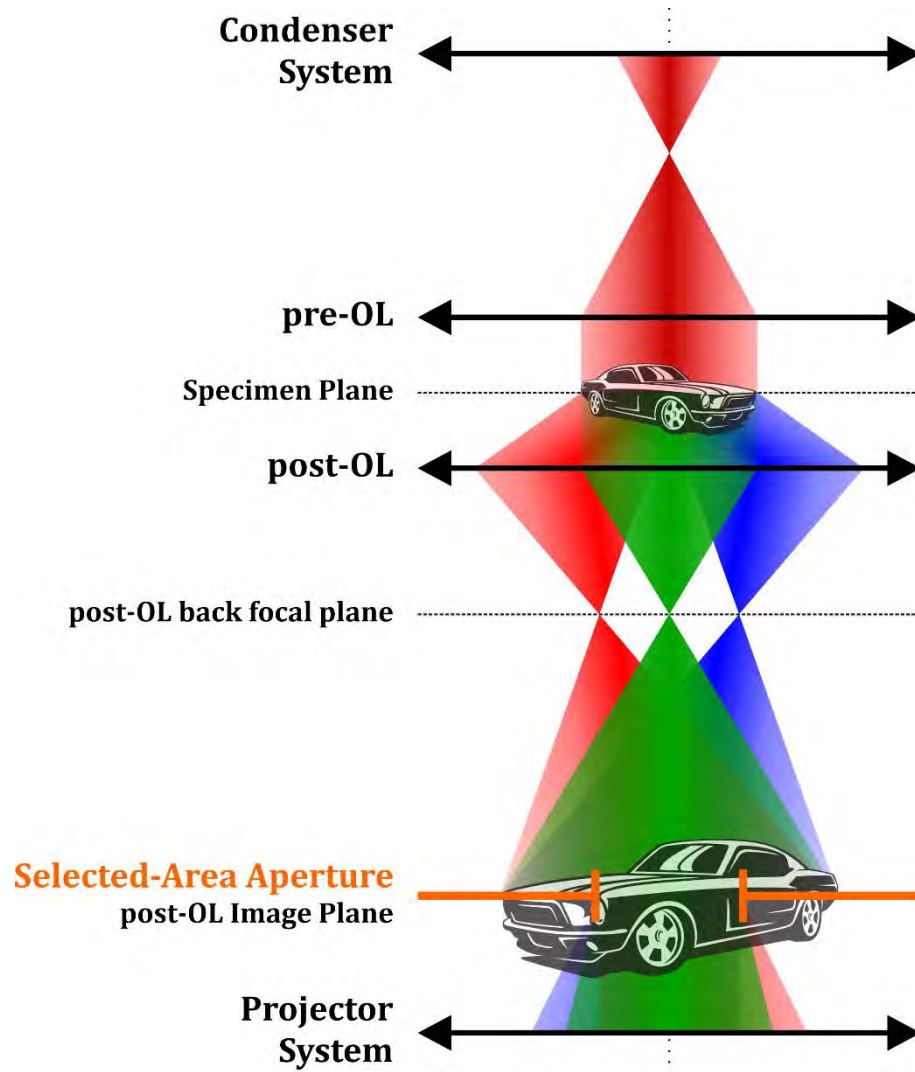 Condenser
System
pre-OL
Specimen Plane
post-OL
post-OL back focal plane
Selected-Area Aperture
post-OL Image Plane
Projector
System